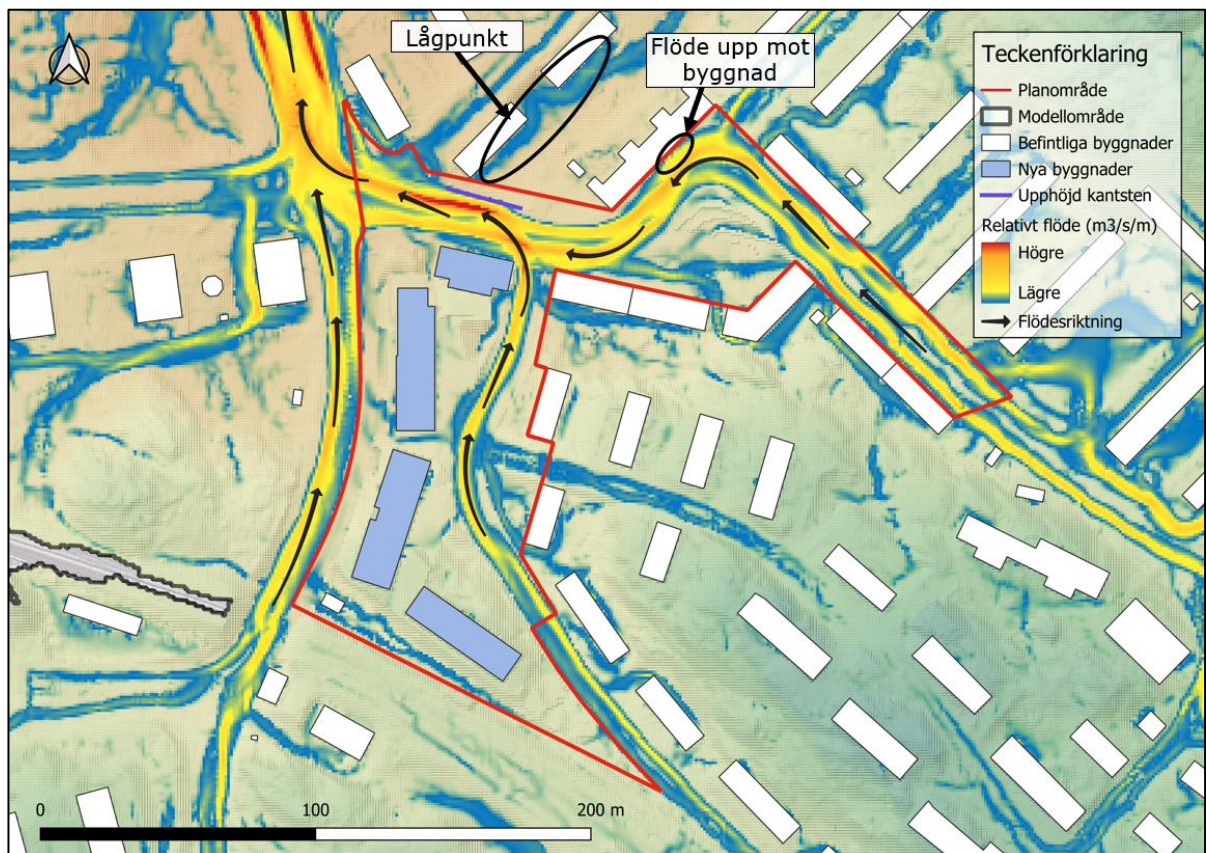 Lågpunkt
Flöde upp mot
byggnad
Teckenförklaring
Planområde
Modellområde
Befintliga byggnader
Nya byggnader
Upphöjd kantsten
Relativt flöde (m3/s/m)
Högre
Lägre
Flödesriktning
0 100 200 m